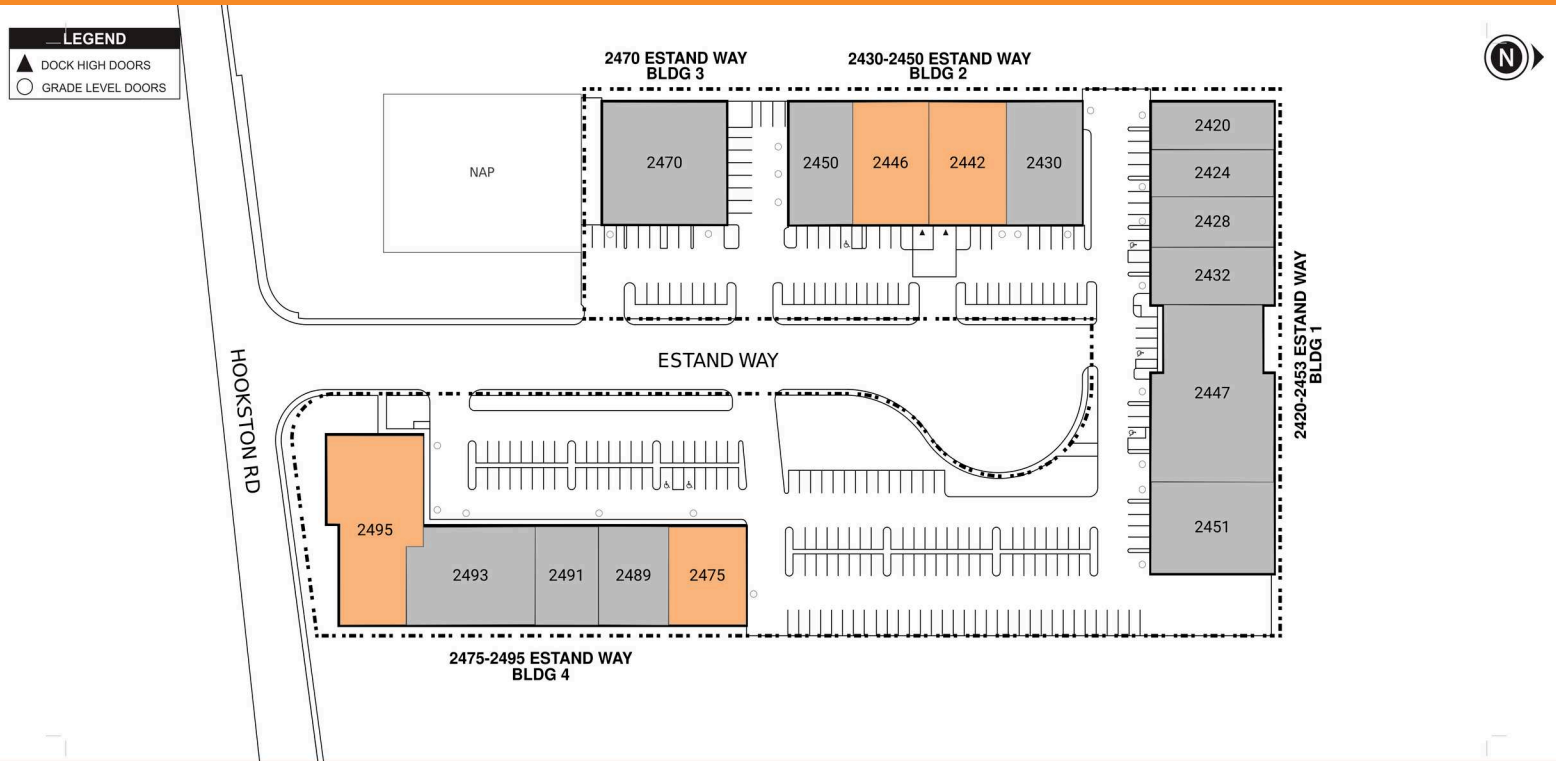 LEGEND
DOCK HIGH DOORS
GRADE LEVEL DOORS
2470 ESTAND WAY
BLDG 3
2430-2450 ESTAND WAY
BLDG 2
N
NAP
2470
2450
2446
2442
2430
2420
2424
2428
2432
2447
2451
2420-2453 ESTAND WAY
BLDG 1
ESTAND WAY
HOOKSTON RD
2495
2493
2491
2489
2475
2475-2495 ESTAND WAY
BLDG 4